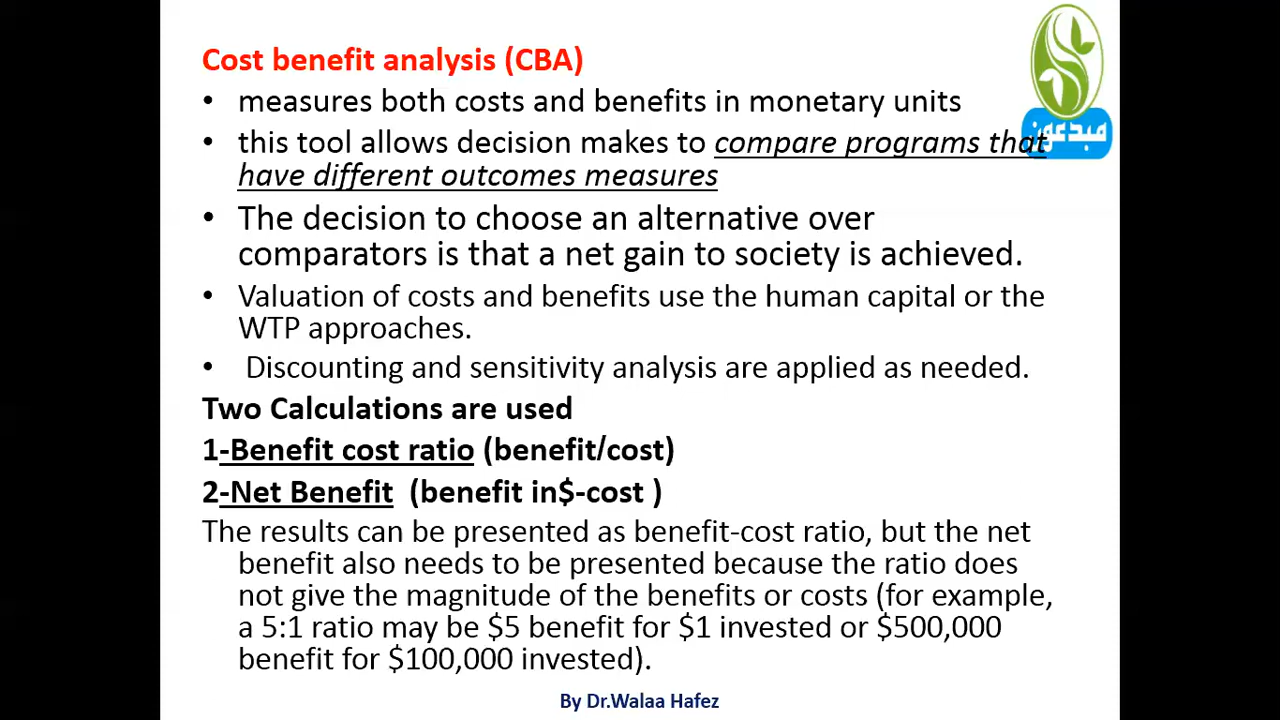 Cost benefit analysis (CBA)
• measures both costs and benefits in monetary units
• this tool allows decision makes to compare programs that
have different outcomes measures
• The decision to choose an alternative over
comparators is that a net gain to society is achieved.
• Valuation of costs and benefits use the human capital or the
WTP approaches.
• Discounting and sensitivity analysis are applied as needed.
Two Calculations are used
1-Benefit cost ratio (benefit/cost)
2-Net Benefit (benefit in$-cost )
The results can be presented as benefit-cost ratio, but the net
benefit also needs to be presented because the ratio does
not give the magnitude of the benefits or costs (for example,
a 5:1 ratio may be $5 benefit for $1 invested or $500,000
benefit for $100,000 invested).
By Dr.Walaa Hafez
مبدعون